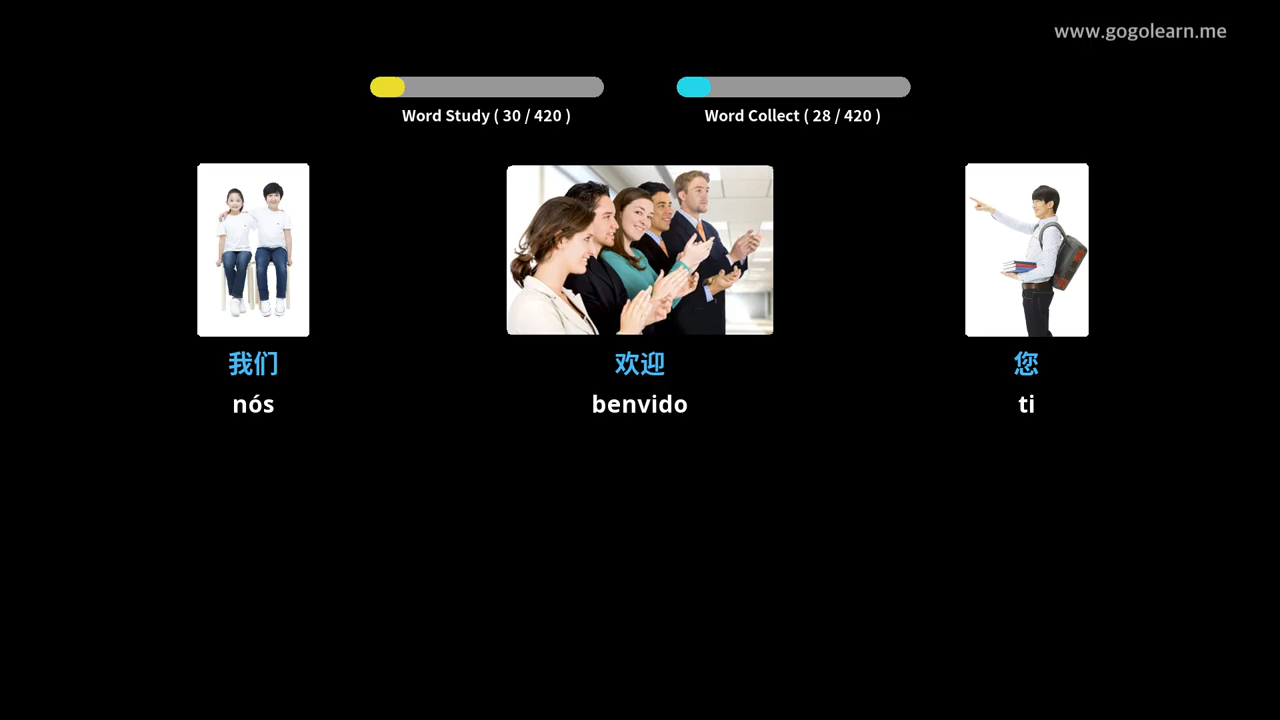 www.gogolearn.me
Word Study ( 30 / 420 )
Word Collect ( 28 / 420 )
我们
欢迎
您
nós
benvido
ti